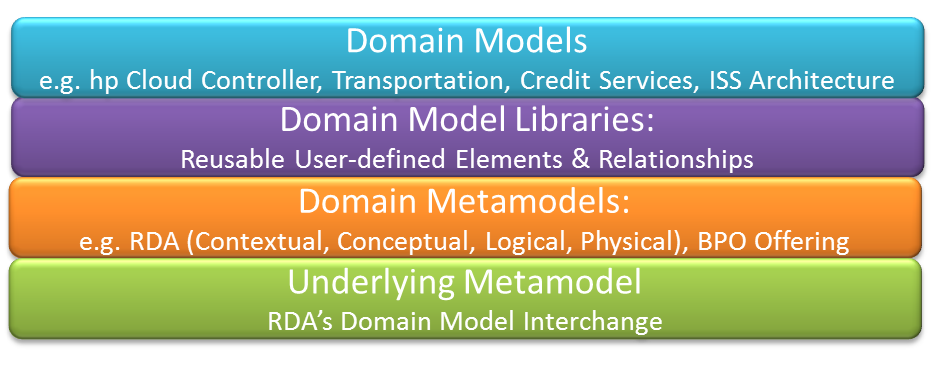 Domain Models
e.g. hp Cloud Controller, Transportation, Credit Services, ISS Architecture
Domain Model Libraries:
Reusable User-defined Elements & Relationships
Domain Metamodels:
e.g. RDA (Contextual, Conceptual, Logical, Physical), BPO Offering
Underlying Metamodel
RDA’s Domain Model Interchange